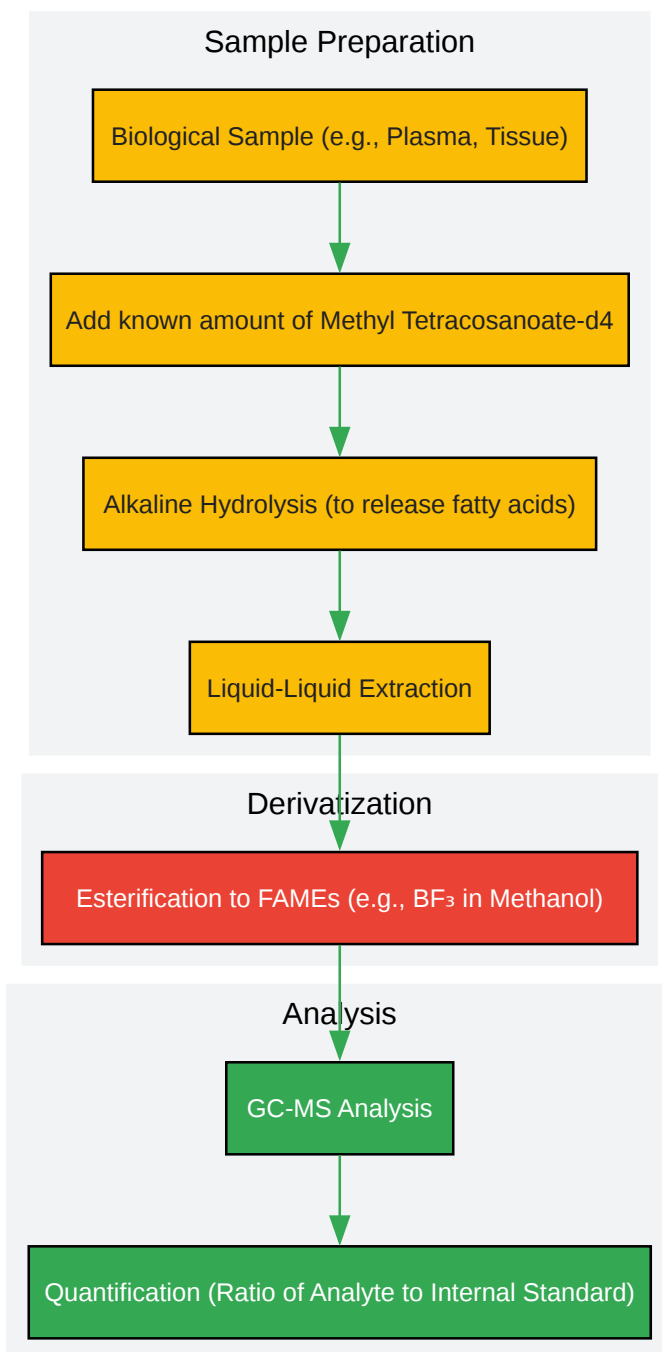 Sample Preparation
Biological Sample (e.g., Plasma, Tissue)
Add known amount of Methyl Tetracosanoate-d4
Alkaline Hydrolysis (to release fatty acids)
Liquid-Liquid Extraction
Derivatization
Esterification to FAMEs (e.g., BF₃ in Methanol)
Analysis
GC-MS Analysis
Quantification (Ratio of Analyte to Internal Standard)